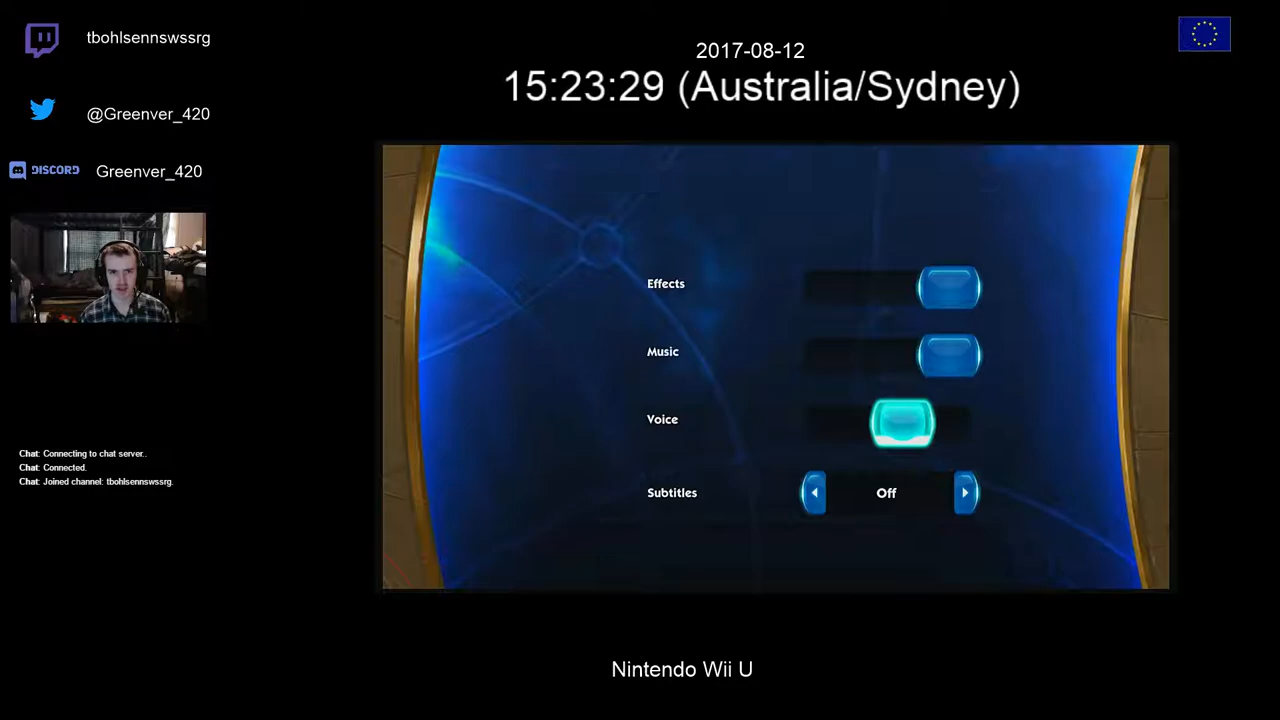 tbohlsennswssrg
@Greenver_420
DISCORD Greenver_420
2017-08-12
15:23:29 (Australia/Sydney)
Effects
Music
Voice
Subtitles Off
Chat: Connecting to chat server..
Chat: Connected.
Chat: Joined channel: tbohlsennswssrg.
Nintendo Wii U